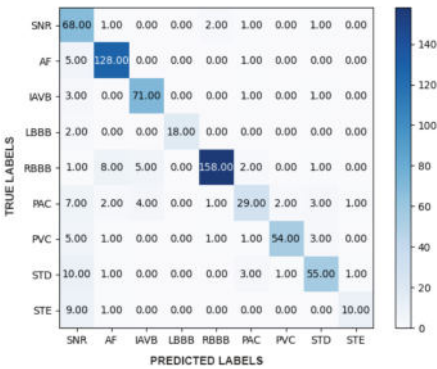 SNR 68.00 1.00 0.00 0.00 2.00 1.00 0.00 1.00 0.00
AF 5.00 128.00 0.00 0.00 0.00 1.00 0.00 0.00 0.00
IAVB 3.00 0.00 71.00 0.00 0.00 1.00 0.00 1.00 0.00
LBBB 2.00 0.00 0.00 18.00 0.00 0.00 0.00 0.00 0.00
RBBB 1.00 8.00 5.00 0.00 158.00 2.00 0.00 1.00 0.00
PAC 7.00 2.00 4.00 0.00 1.00 29.00 2.00 3.00 1.00
PVC 5.00 1.00 0.00 0.00 1.00 1.00 54.00 3.00 0.00
STD 10.00 1.00 0.00 0.00 0.00 3.00 1.00 55.00 1.00
STE 9.00 1.00 0.00 0.00 0.00 0.00 0.00 0.00 10.00
SNR AF IAVB LBBB RBBB PAC PVC STD STE
PREDICTED LABELS
TRUE LABELS
140
120
100
80
60
40
20
0